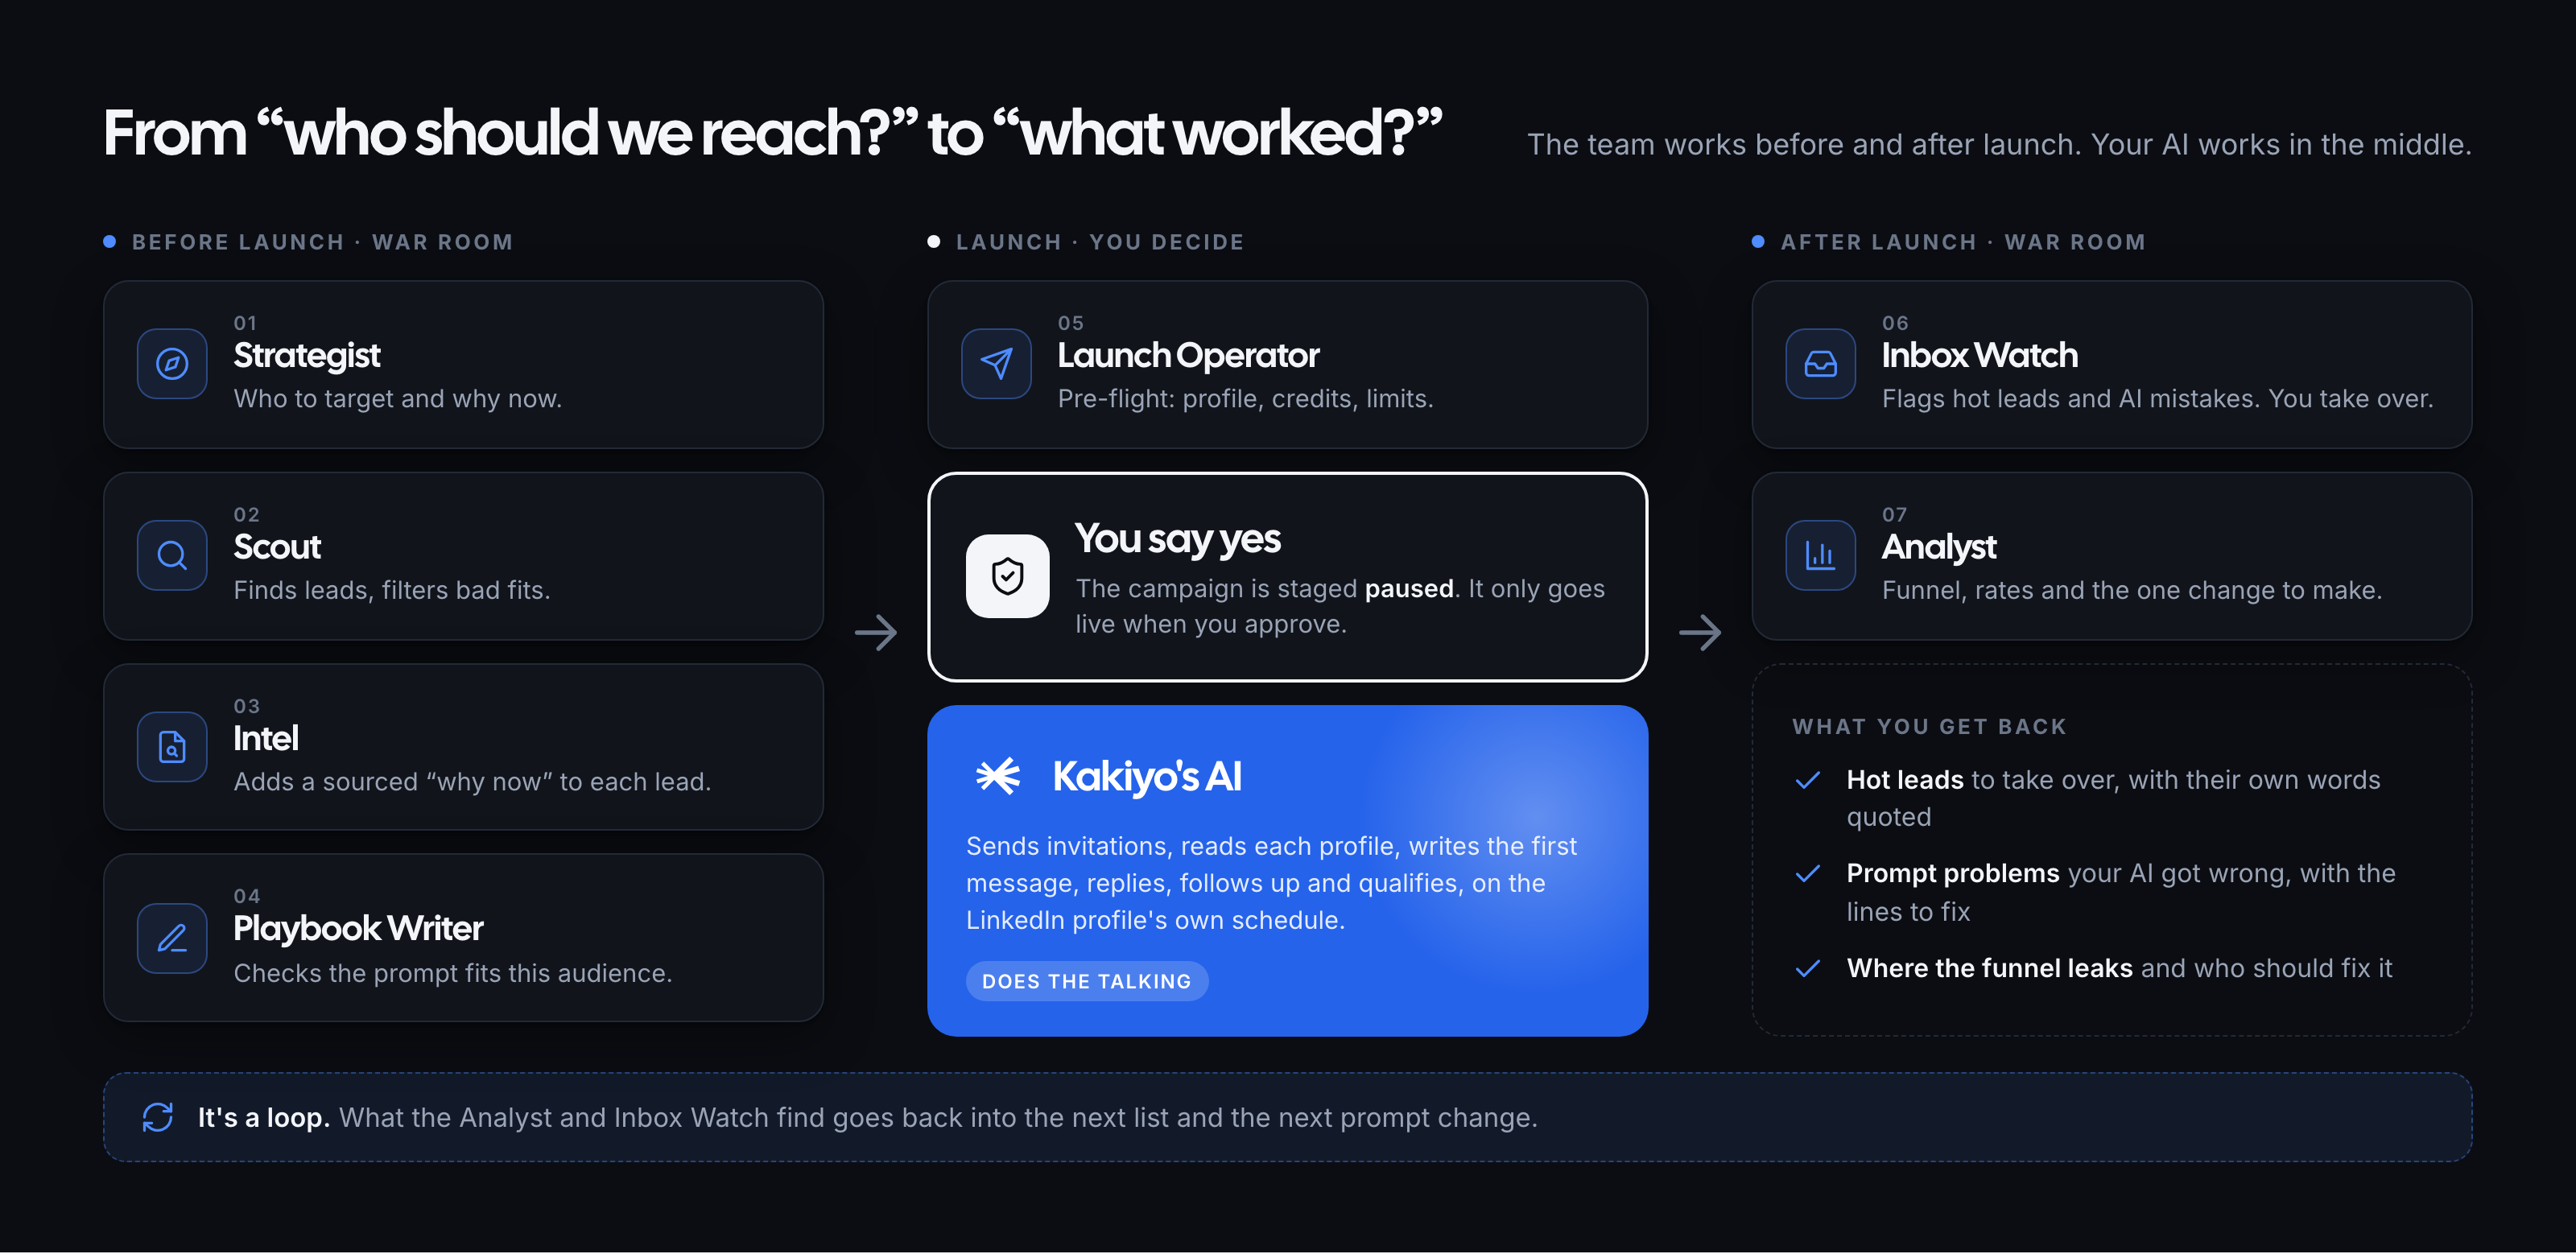 From “who should we reach?” to “what worked?”
The team works before and after launch. Your AI works in the middle.
BEFORE LAUNCH · WAR ROOM
01
Strategist
Who to target and why now.
02
Scout
Finds leads, filters bad fits.
03
Intel
Adds a sourced “why now” to each lead.
04
Playbook Writer
Checks the prompt fits this audience.
LAUNCH · YOU DECIDE
05
Launch Operator
Pre-flight: profile, credits, limits.
You say yes
The campaign is staged paused. It only goes
live when you approve.
Kakiyo's AI
Sends invitations, reads each profile, writes the first
message, replies, follows up and qualifies, on the
LinkedIn profile's own schedule.
DOES THE TALKING
AFTER LAUNCH · WAR ROOM
06
Inbox Watch
Flags hot leads and AI mistakes. You take over.
07
Analyst
Funnel, rates and the one change to make.
WHAT YOU GET BACK
Hot leads to take over, with their own words
quoted
Prompt problems your AI got wrong, with the
lines to fix
Where the funnel leaks and who should fix it
It's a loop. What the Analyst and Inbox Watch find goes back into the next list and the next prompt change.